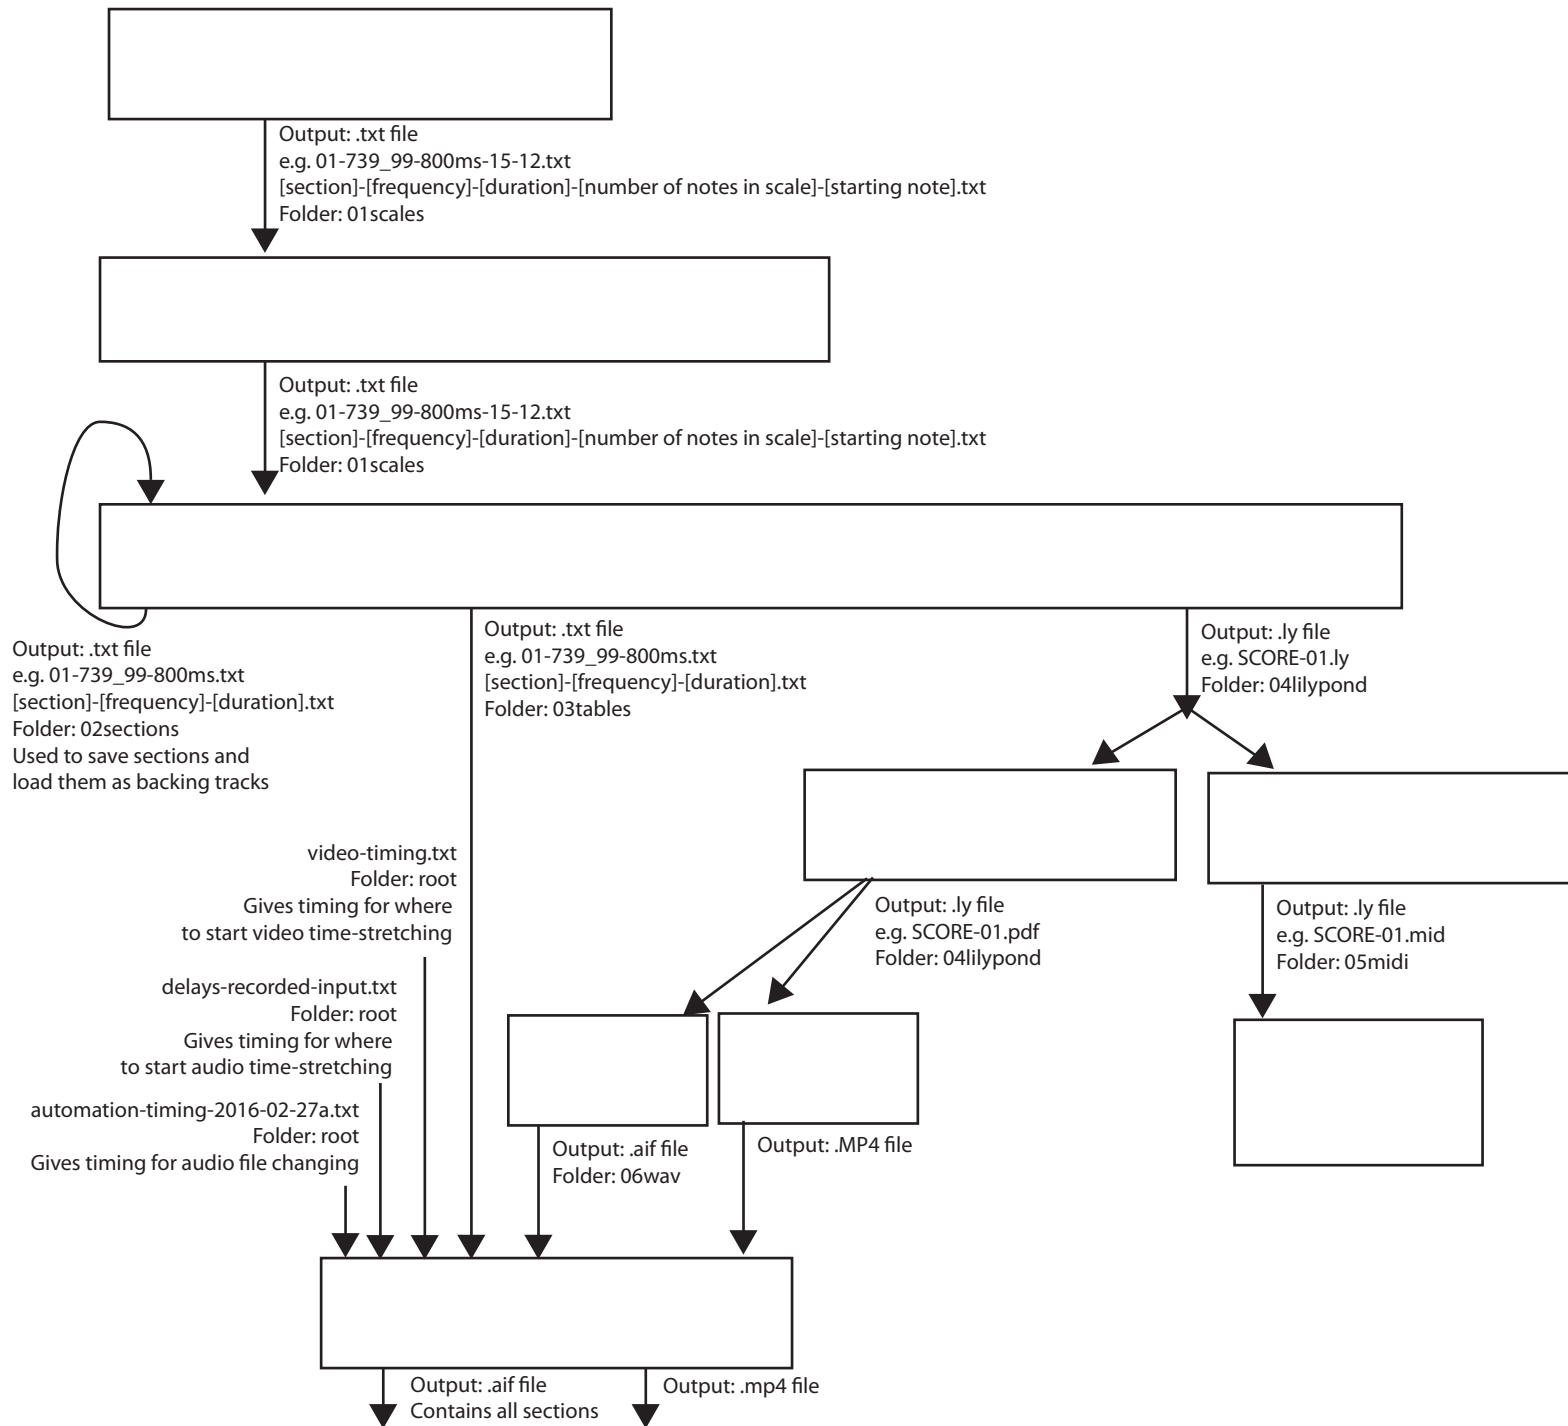 Output: .txt file
e.g. 01-739_99-800ms-15-12.txt
[section]-[frequency]-[duration]-[number of notes in scale]-[starting note].txt
Folder: 01scales
Output: .txt file
e.g. 01-739_99-800ms-15-12.txt
[section]-[frequency]-[duration]-[number of notes in scale]-[starting note].txt
Folder: 01scales
Output: .txt file
e.g. 01-739_99-800ms.txt
[section]-[frequency]-[duration].txt
Folder: 02sections
Used to save sections and
load them as backing tracks
Output: .txt file
e.g. 01-739_99-800ms.txt
[section]-[frequency]-[duration].txt
Folder: 03tables
Output: .ly file
e.g. SCORE-01.ly
Folder: 04lilypond
video-timing.txt
Folder: root
Gives timing for where
to start video time-stretching
delays-recorded-input.txt
Folder: root
Gives timing for where
to start audio time-stretching
automation-timing-2016-02-27a.txt
Folder: root
Gives timing for audio file changing
Output: .ly file
e.g. SCORE-01.pdf
Folder: 04lilypond
Output: .ly file
e.g. SCORE-01.mid
Folder: 05midi
Output: .aif file
Folder: 06wav
Output: .MP4 file
Output: .aif file
Contains all sections
Output: .mp4 file